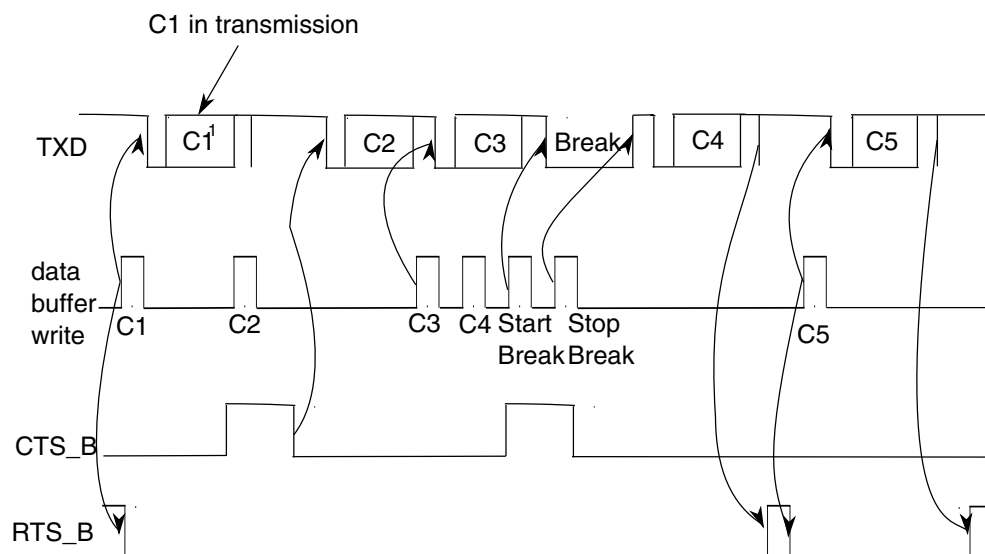 C1 in transmission
TXD
C1 1
C2
C3
Break
C4
C5
data
buffer
write
C1
C2
C3
C4
Start
Break
Stop
Break
C5
CTS_B
RTS_B